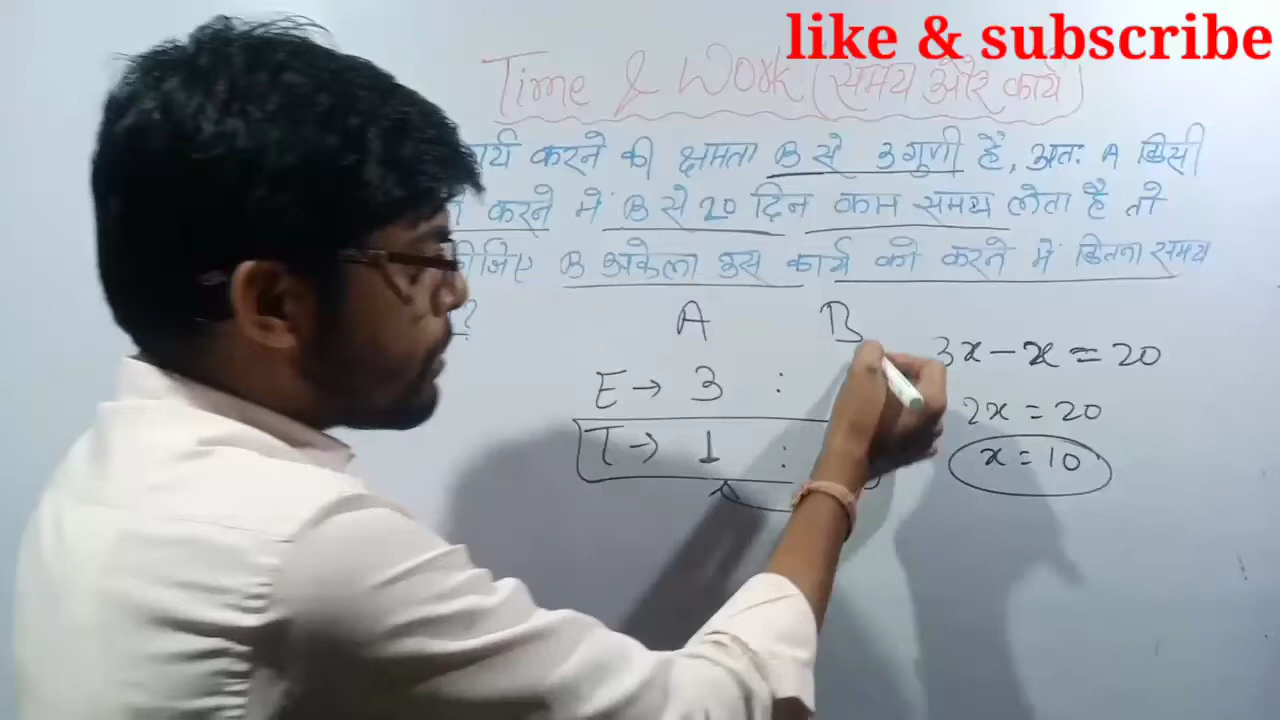 like & subscribe
Time & Work (समय और कार्य)
कार्य करने की क्षमता B से 3 गुणी है, अतः A किसी
करने में B से 20 दिन कम समय लेता है तो
कीजिए B अकेला उस कार्य को करने में कितना समय
?
A B
3x - x = 20
E → 3 :
2x = 20
T → 1 :
x = 10